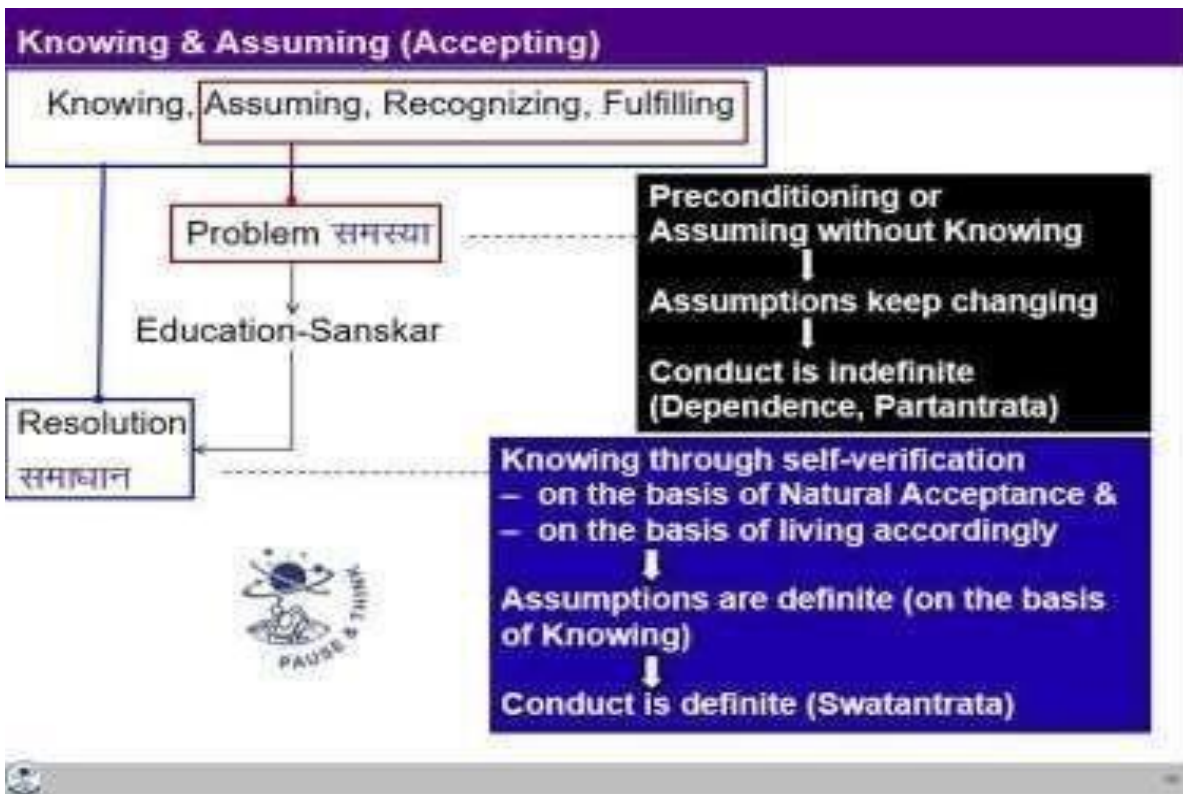 Knowing & Assuming (Accepting)
Knowing, Assuming, Recognizing, Fulfilling
Problem समस्या
Education-Sanskar
Resolution
समाधान
Preconditioning or
Assuming without Knowing
Assumptions keep changing
Conduct is indefinite
(Dependence, Partantrata)
Knowing through self-verification
– on the basis of Natural Acceptance &
– on the basis of living accordingly
Assumptions are definite (on the basis
of Knowing)
Conduct is definite (Swatantrata)
PAUSE & THINK